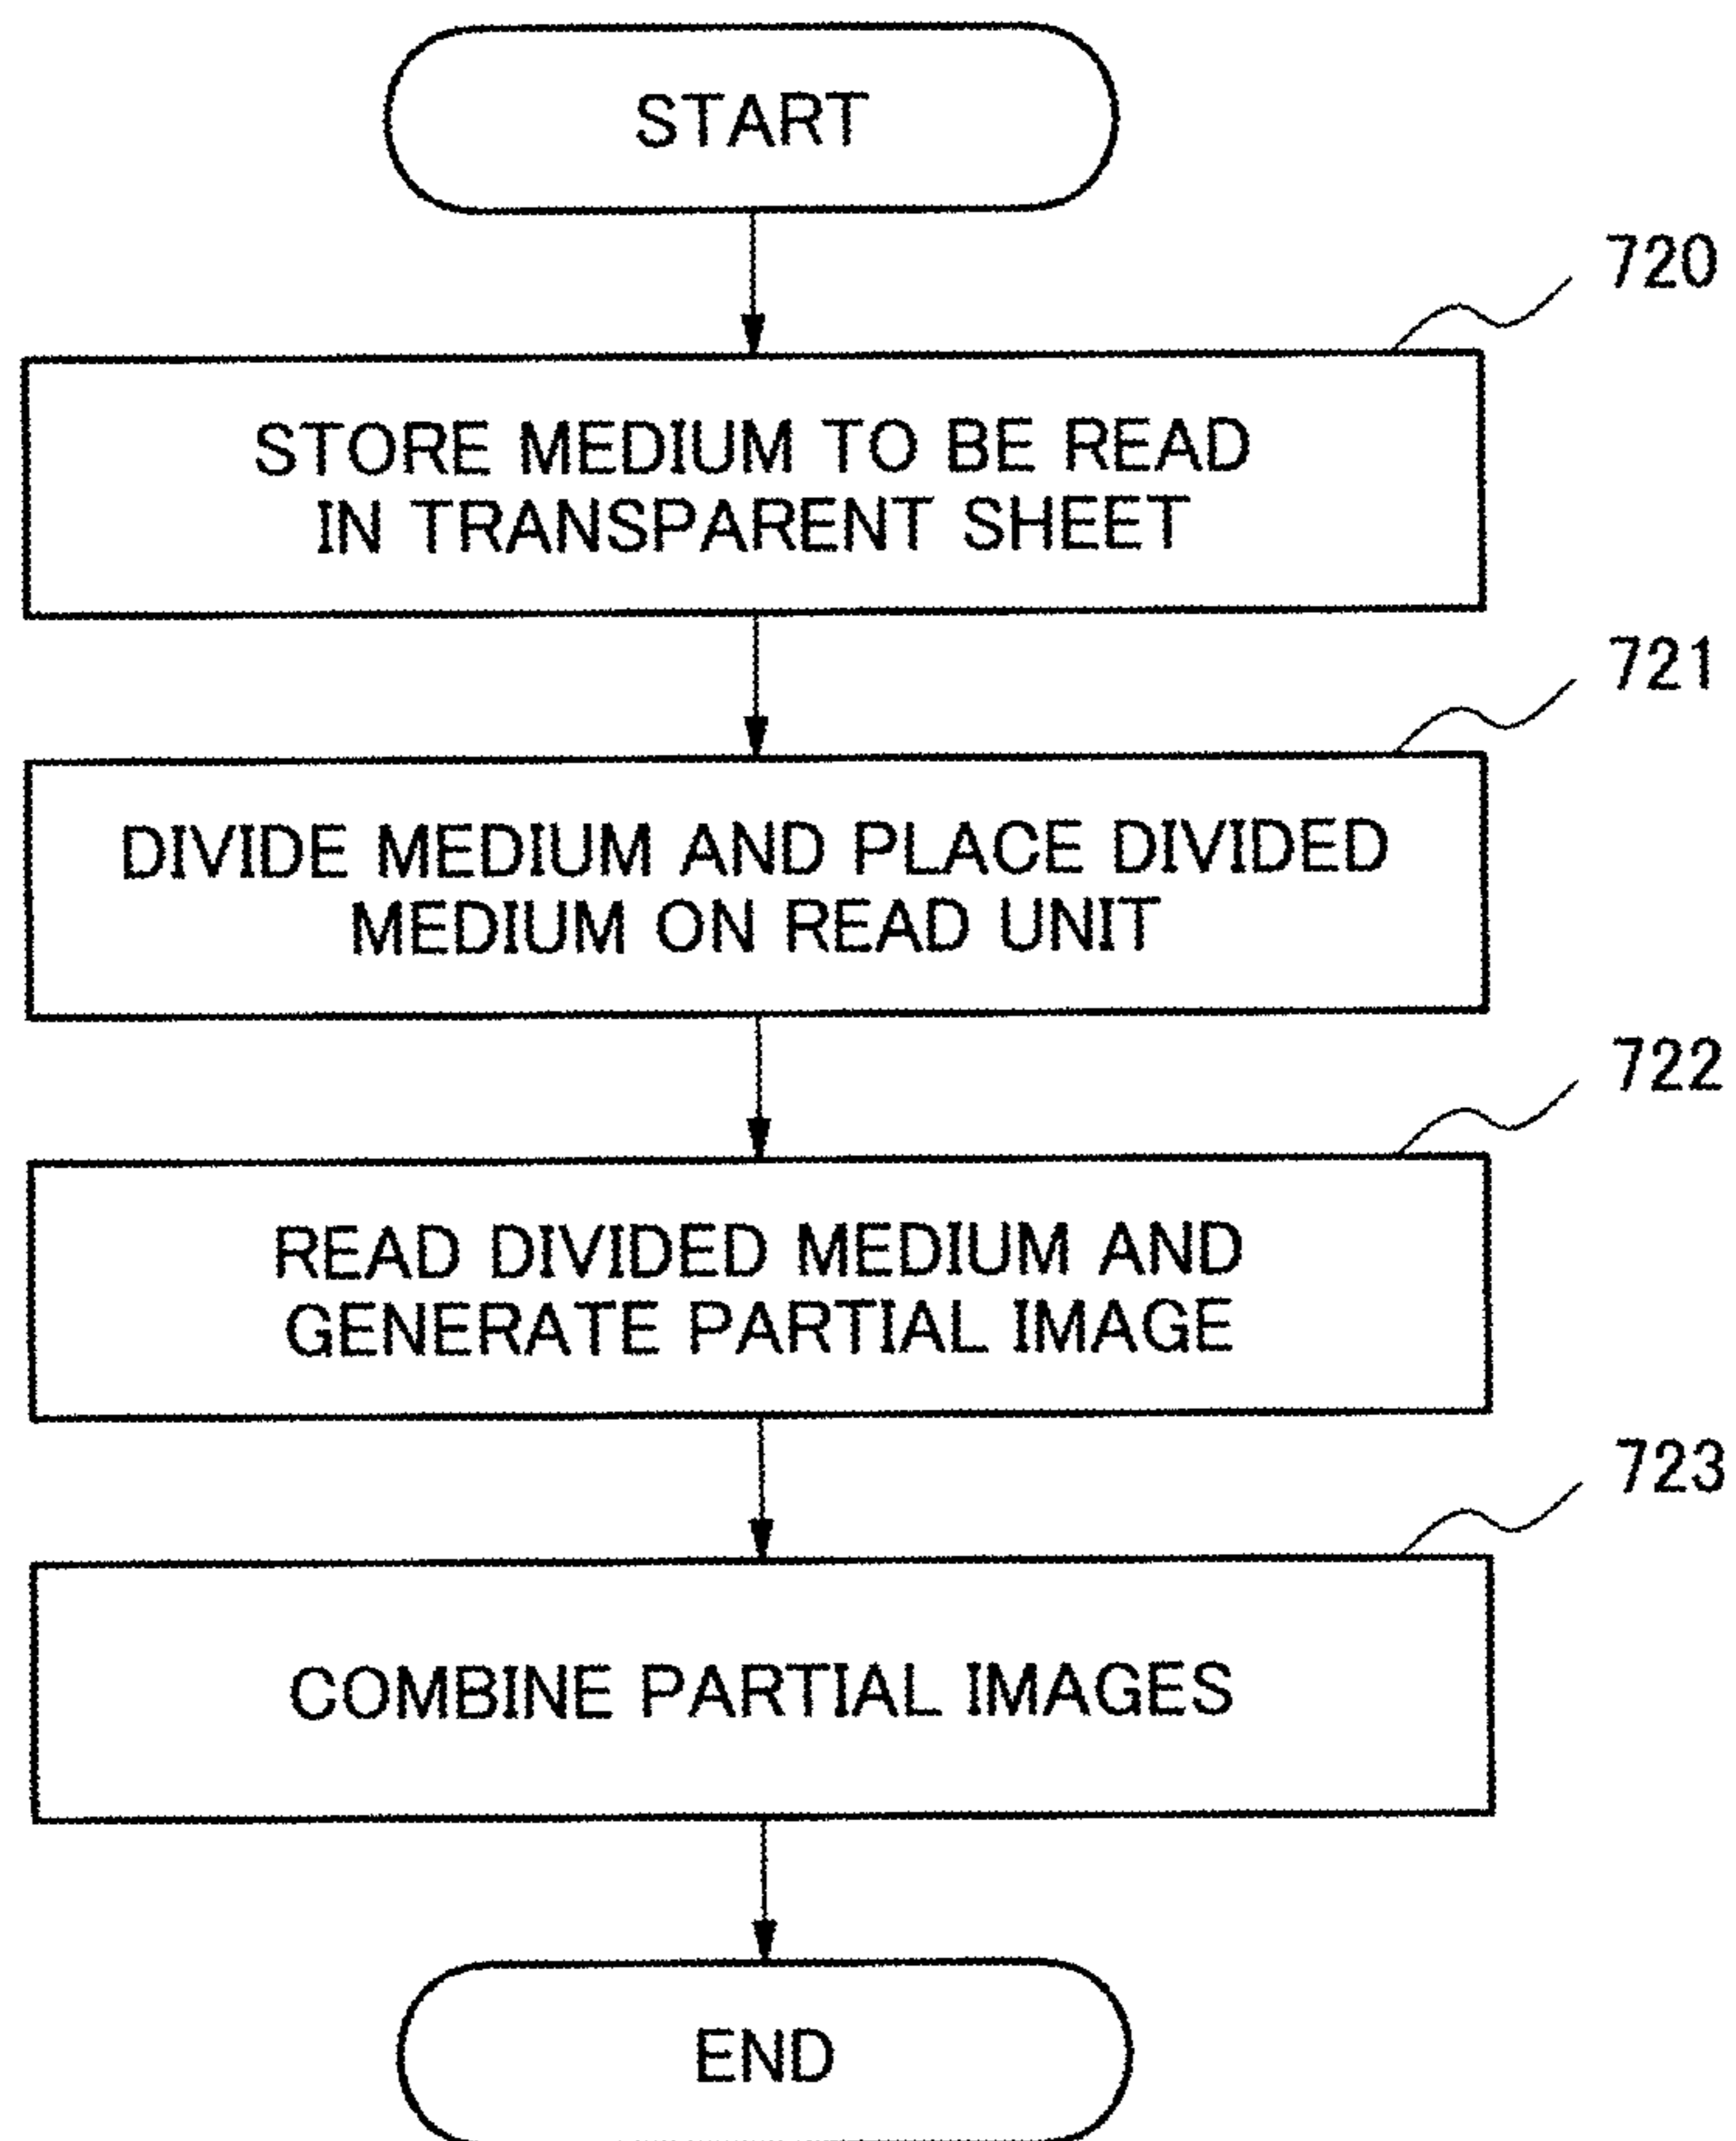 START
720
STORE MEDIUM TO BE READ
IN TRANSPARENT SHEET
721
DIVIDE MEDIUM AND PLACE DIVIDED
MEDIUM ON READ UNIT
722
READ DIVIDED MEDIUM AND
GENERATE PARTIAL IMAGE
723
COMBINE PARTIAL IMAGES
END